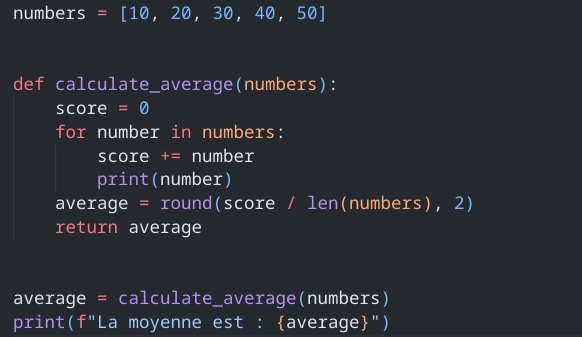 numbers = [10, 20, 30, 40, 50]
def calculate_average(numbers):
    score = 0
    for number in numbers:
        score += number
        print(number)
    average = round(score / len(numbers), 2)
    return average
average = calculate_average(numbers)
print(f"La moyenne est : {average}")